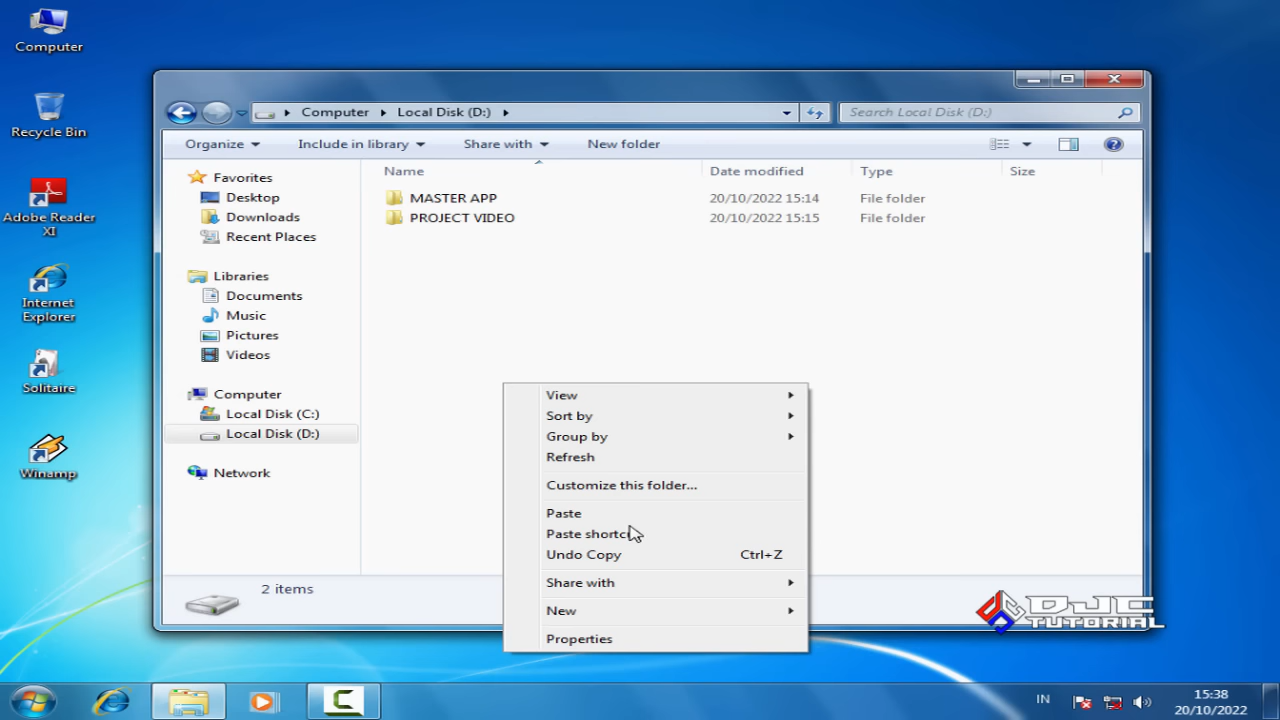 Computer
Recycle Bin
Adobe Reader
XI
Internet
Explorer
Solitaire
Winamp
Computer
Local Disk (D:)
Search Local Disk (D:)
Organize
Include in library
Share with
New folder
Favorites
Desktop
Downloads
Recent Places
Libraries
Documents
Music
Pictures
Videos
Computer
Local Disk (C:)
Local Disk (D:)
Network
Name
Date modified
Type
Size
MASTER APP
20/10/2022 15:14
File folder
PROJECT VIDEO
20/10/2022 15:15
File folder
View
Sort by
Group by
Refresh
Customize this folder...
Paste
Paste
Undo Copy
Ctrl+Z
Share with
New
Properties
2 items
DJC
TUTORIAL
IN
15:38
20/10/2022